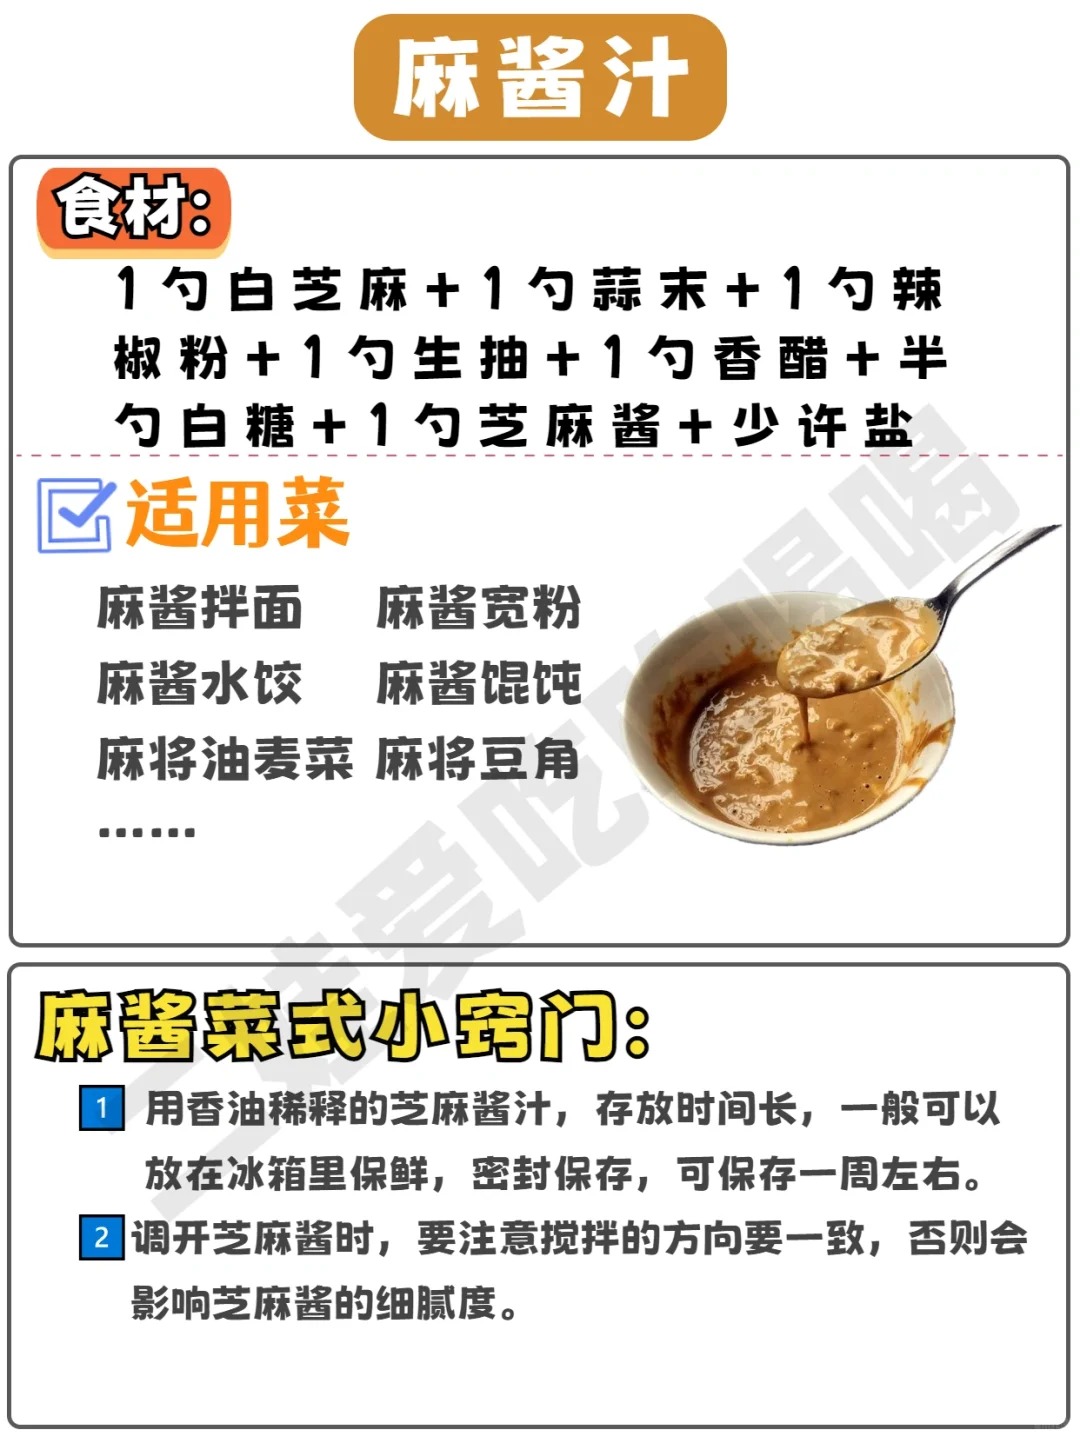 麻酱汁
食材:
1勺白芝麻+1勺蒜末+1勺辣
椒粉+1勺生抽+1勺香醋+半
勺白糖+1勺芝麻酱+少许盐
适用菜
麻酱拌面 麻酱宽粉
麻酱水饺 麻酱馄饨
麻将油麦菜 麻将豆角
……
麻酱菜式小窍门:
1 用香油稀释的芝麻酱汁，存放时间长，一般可以
放在冰箱里保鲜，密封保存，可保存一周左右。
2 调开芝麻酱时，要注意搅拌的方向要一致，否则会
影响芝麻酱的细腻度。